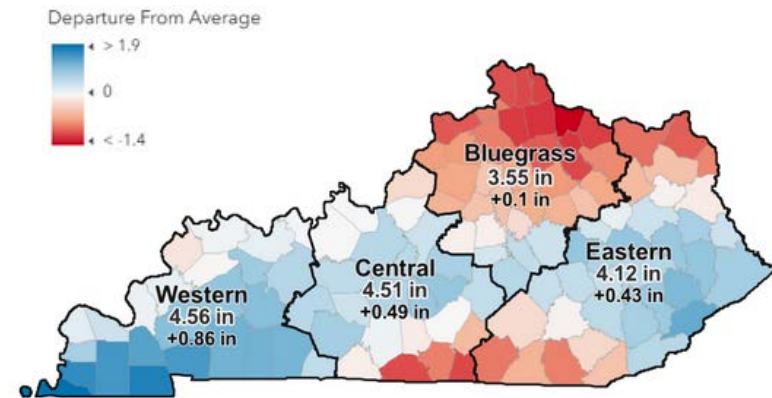 Departure From Average
> 1.9
0
< -1.4
Bluegrass
3.55 in
+0.1 in
Eastern
4.12 in
+0.43 in
Central
4.51 in
+0.49 in
Western
4.56 in
+0.86 in